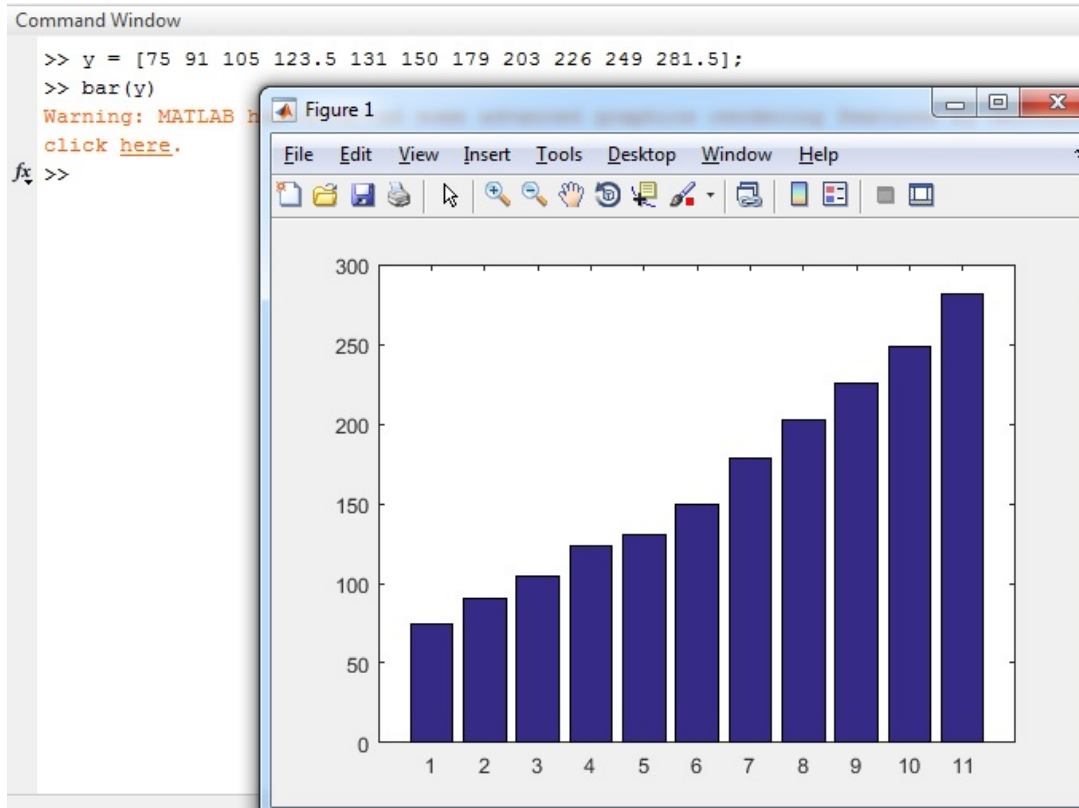 Command Window
>> y = [75 91 105 123.5 131 150 179 203 226 249 281.5];
>> bar(y)
Warning: MATLAB h
click here.
fx >>
Figure 1
File Edit View Insert Tools Desktop Window Help
300
250
200
150
100
50
0
1 2 3 4 5 6 7 8 9 10 11